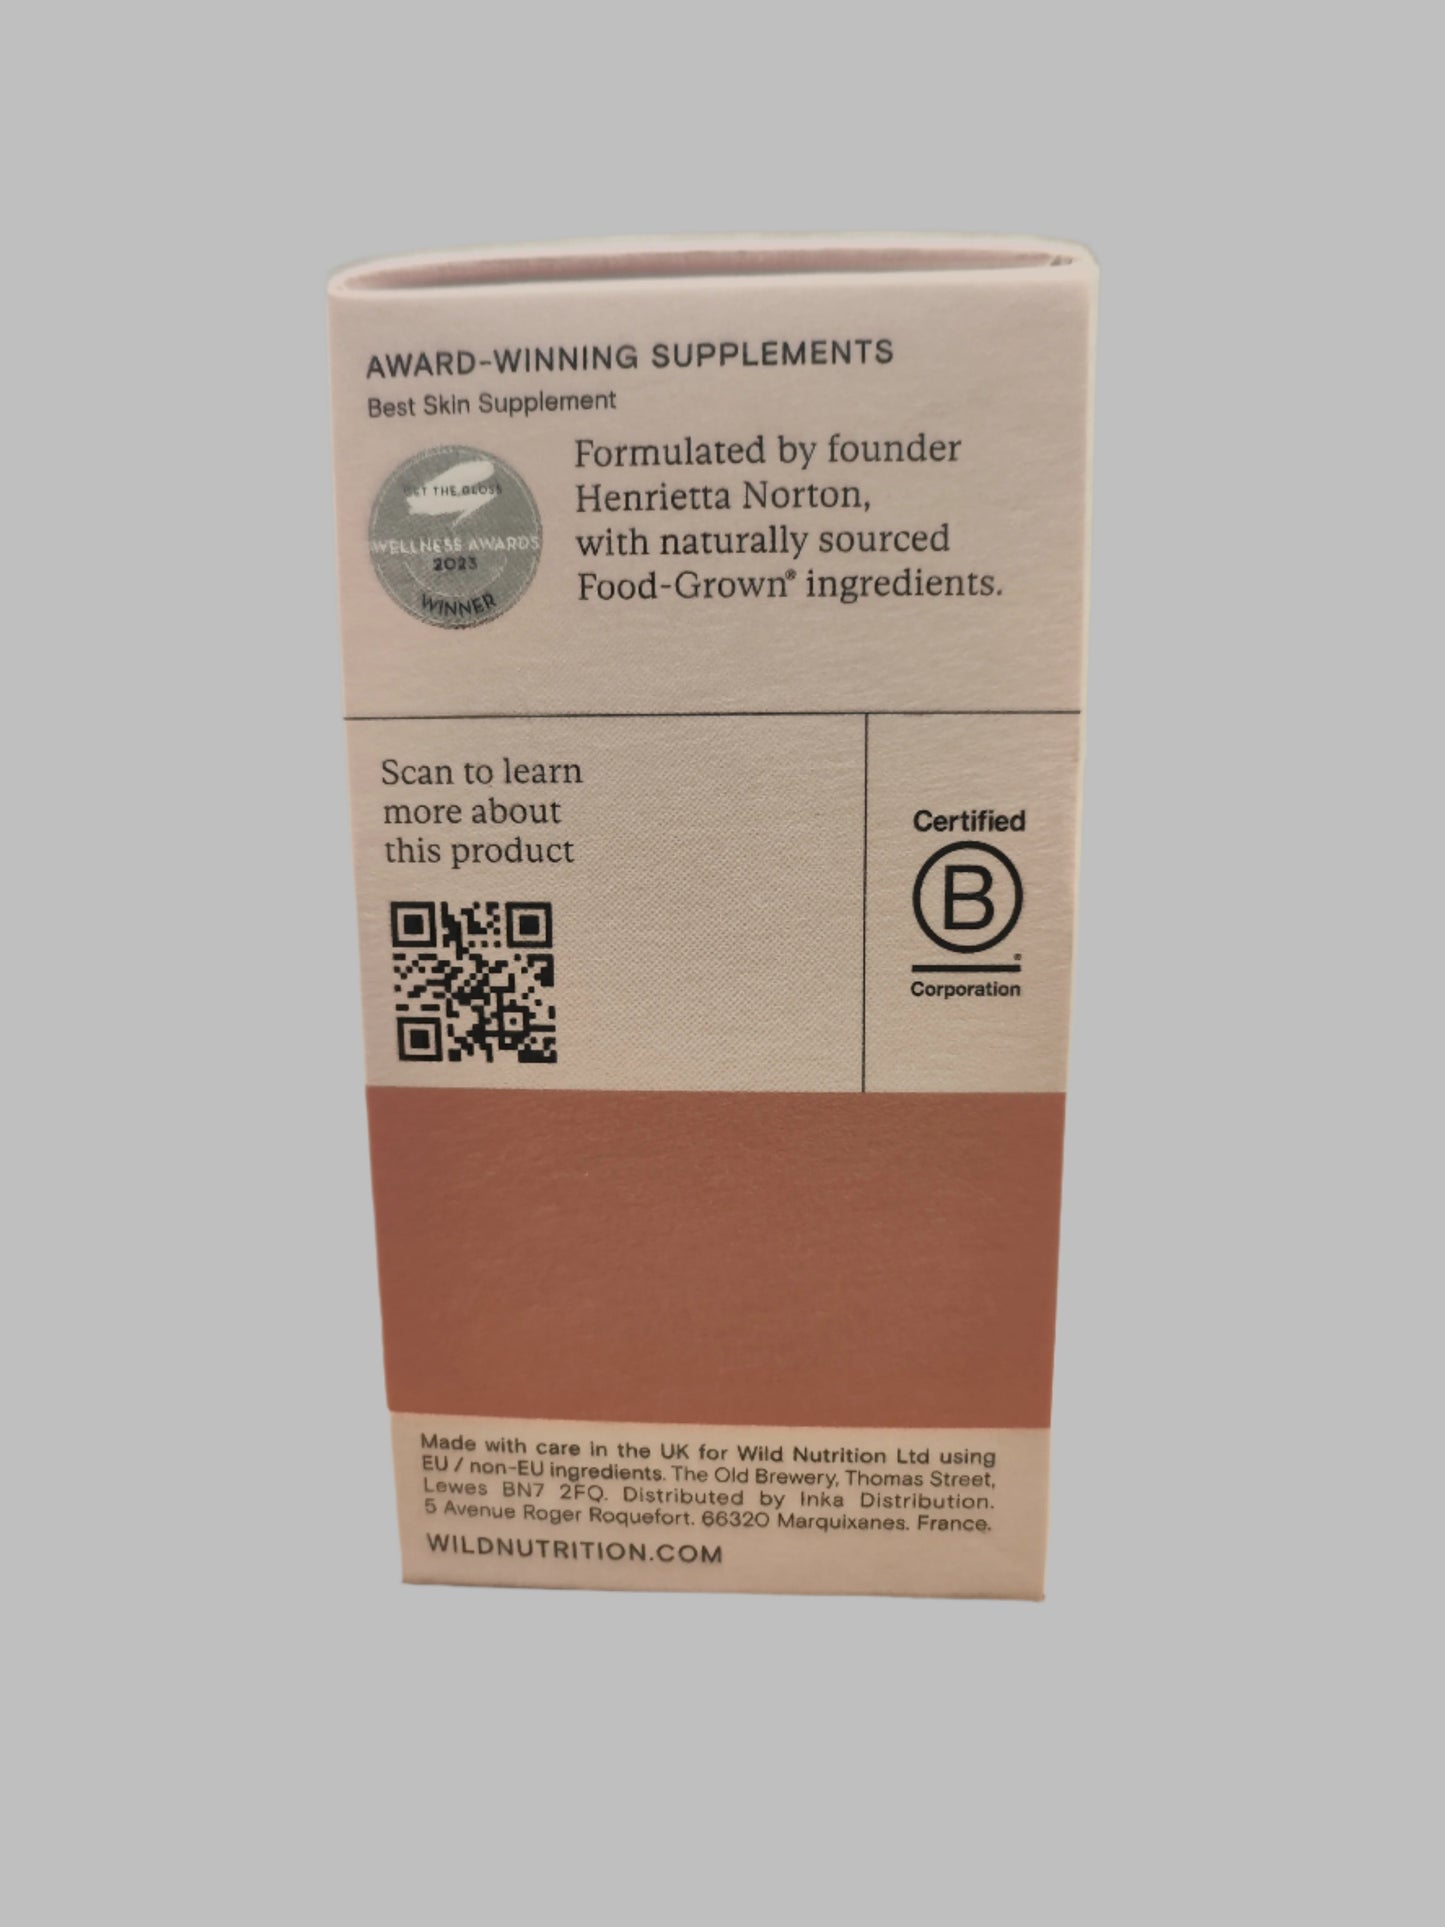 AWARD-WINNING SUPPLEMENTS
Best Skin Supplement
GET THE GLOSS
WELLNESS AWARDS
2023
WINNER
Formulated by founder
Henrietta Norton,
with naturally sourced
Food-Grown® ingredients.
Scan to learn
more about
this product
Certified
B
®
Corporation
Made with care in the UK for Wild Nutrition Ltd using
EU / non-EU ingredients. The Old Brewery, Thomas Street,
Lewes BN7 2FQ. Distributed by Inka Distribution.
5 Avenue Roger Roquefort. 66320 Marquixanes. France.
WILDNUTRITION.COM